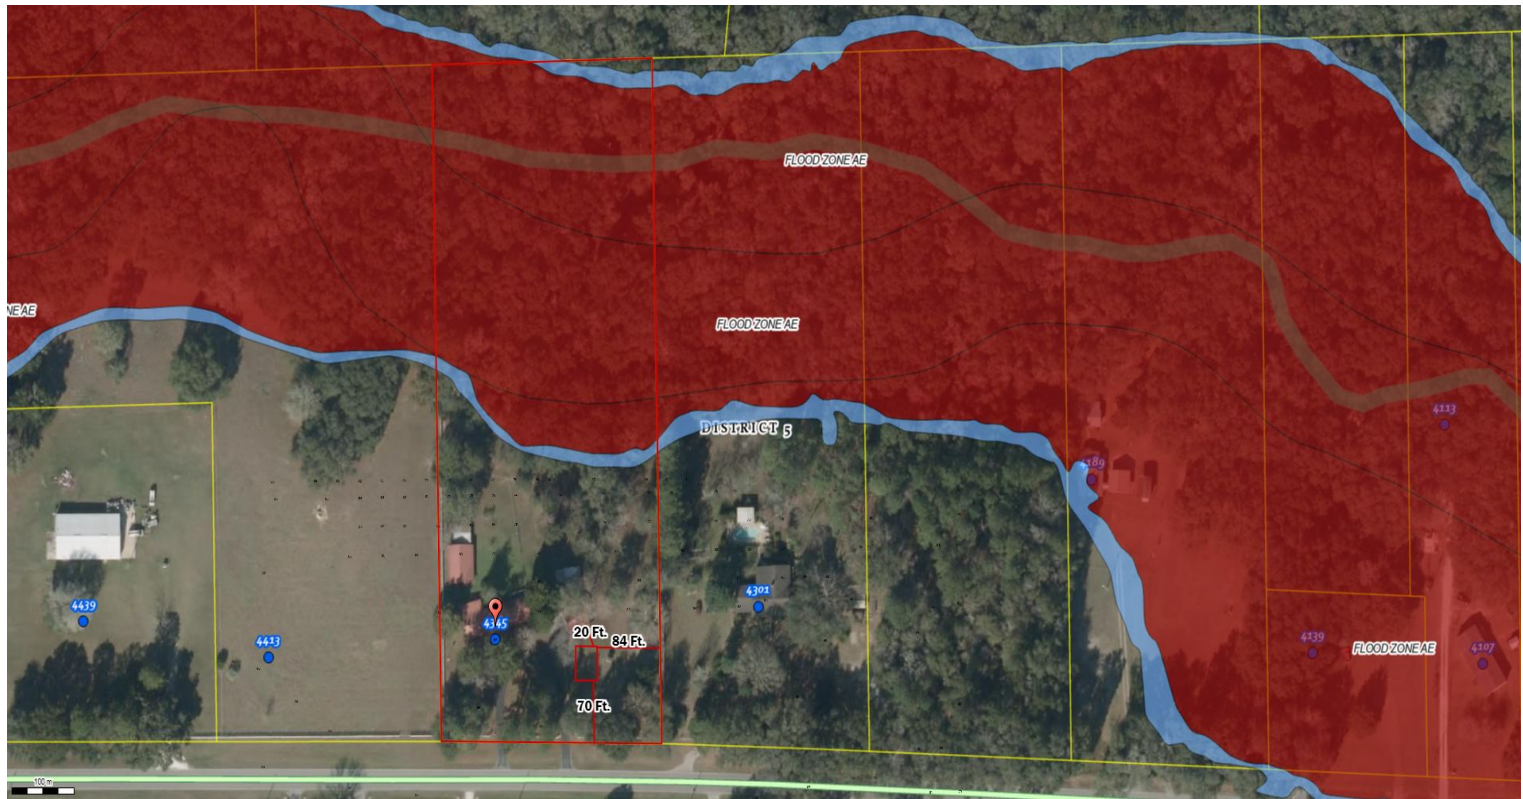 FLOOD ZONE AE
NE AE
FLOOD ZONE AE
4113
DISTRICT 5
4189
4301
4439
4345
20 Ft.
84 Ft.
4413
4139
FLOOD ZONE AE
4107
70 Ft.
100 m